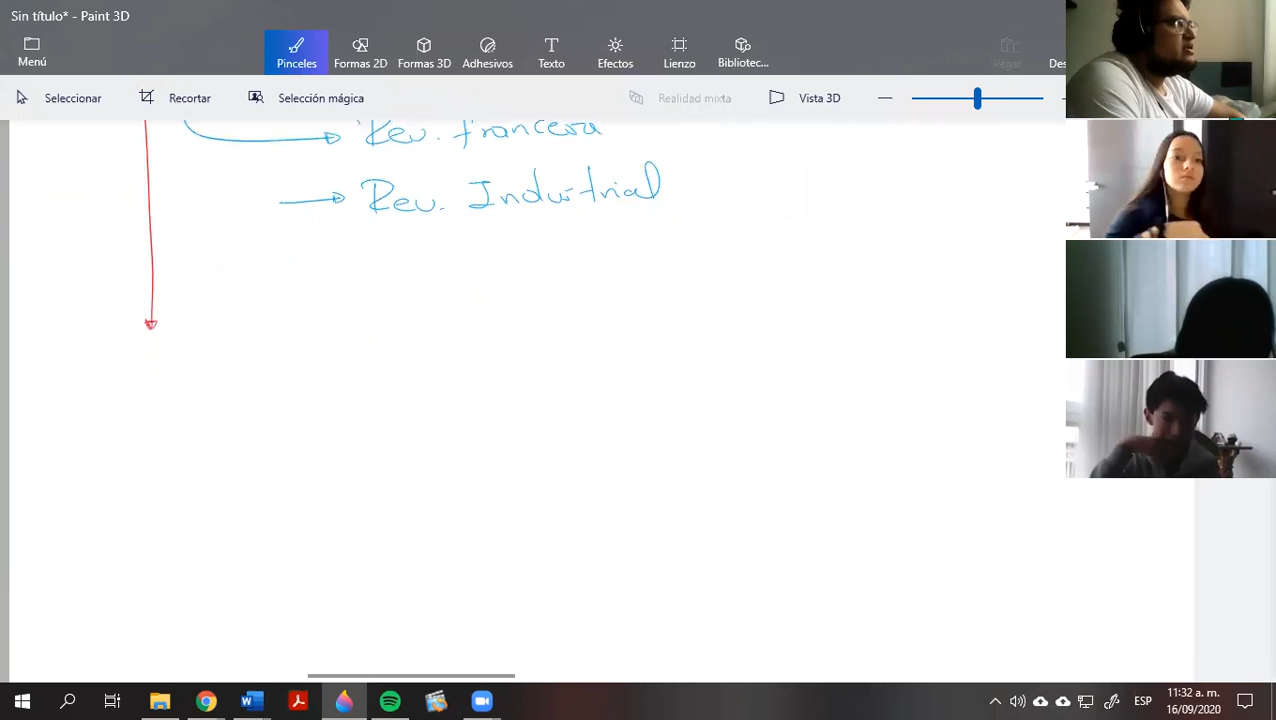 Sin título* - Paint 3D
Menú
Pinceles
Formas 2D
Formas 3D
Adhesivos
Texto
Efectos
Lienzo
Bibliotec...
Pegar
Des
Seleccionar
Recortar
Selección mágica
Realidad mixta
Vista 3D
Rev. francesa
Rev. Industrial
ESP
11:32 a. m.
16/09/2020